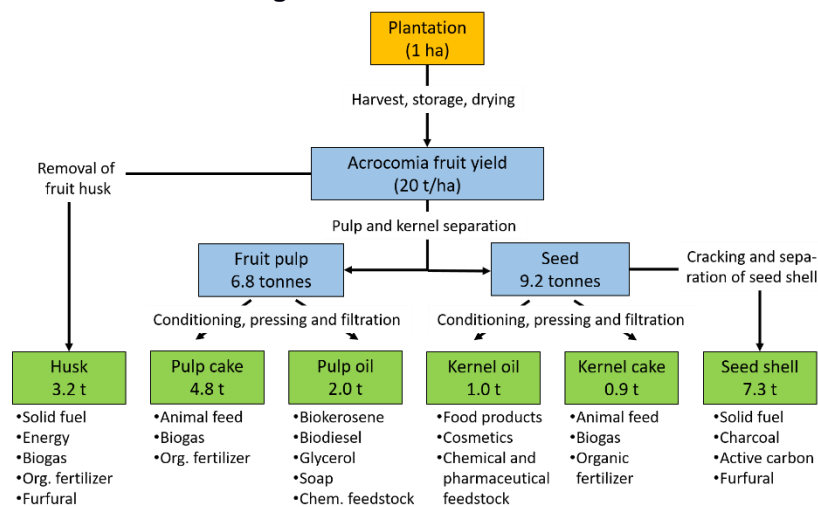 Plantation
(1 ha)
Harvest, storage, drying
Acrocomia fruit yield
(20 t/ha)
Removal of
fruit husk
Pulp and kernel separation
Fruit pulp
6.8 tonnes
Seed
9.2 tonnes
Cracking and sepa-
ration of seed shell
Conditioning, pressing and filtration
Conditioning, pressing and filtration
Husk
3.2 t
•Solid fuel
•Energy
•Biogas
•Org. fertilizer
•Furfural
Pulp cake
4.8 t
•Animal feed
•Biogas
•Org. fertilizer
Pulp oil
2.0 t
•Biokerosene
•Biodiesel
•Glycerol
•Soap
•Chem. feedstock
Kernel oil
1.0 t
•Food products
•Cosmetics
•Chemical and
pharmaceutical
feedstock
Kernel cake
0.9 t
•Animal feed
•Biogas
•Organic
fertilizer
Seed shell
7.3 t
•Solid fuel
•Charcoal
•Active carbon
•Furfural